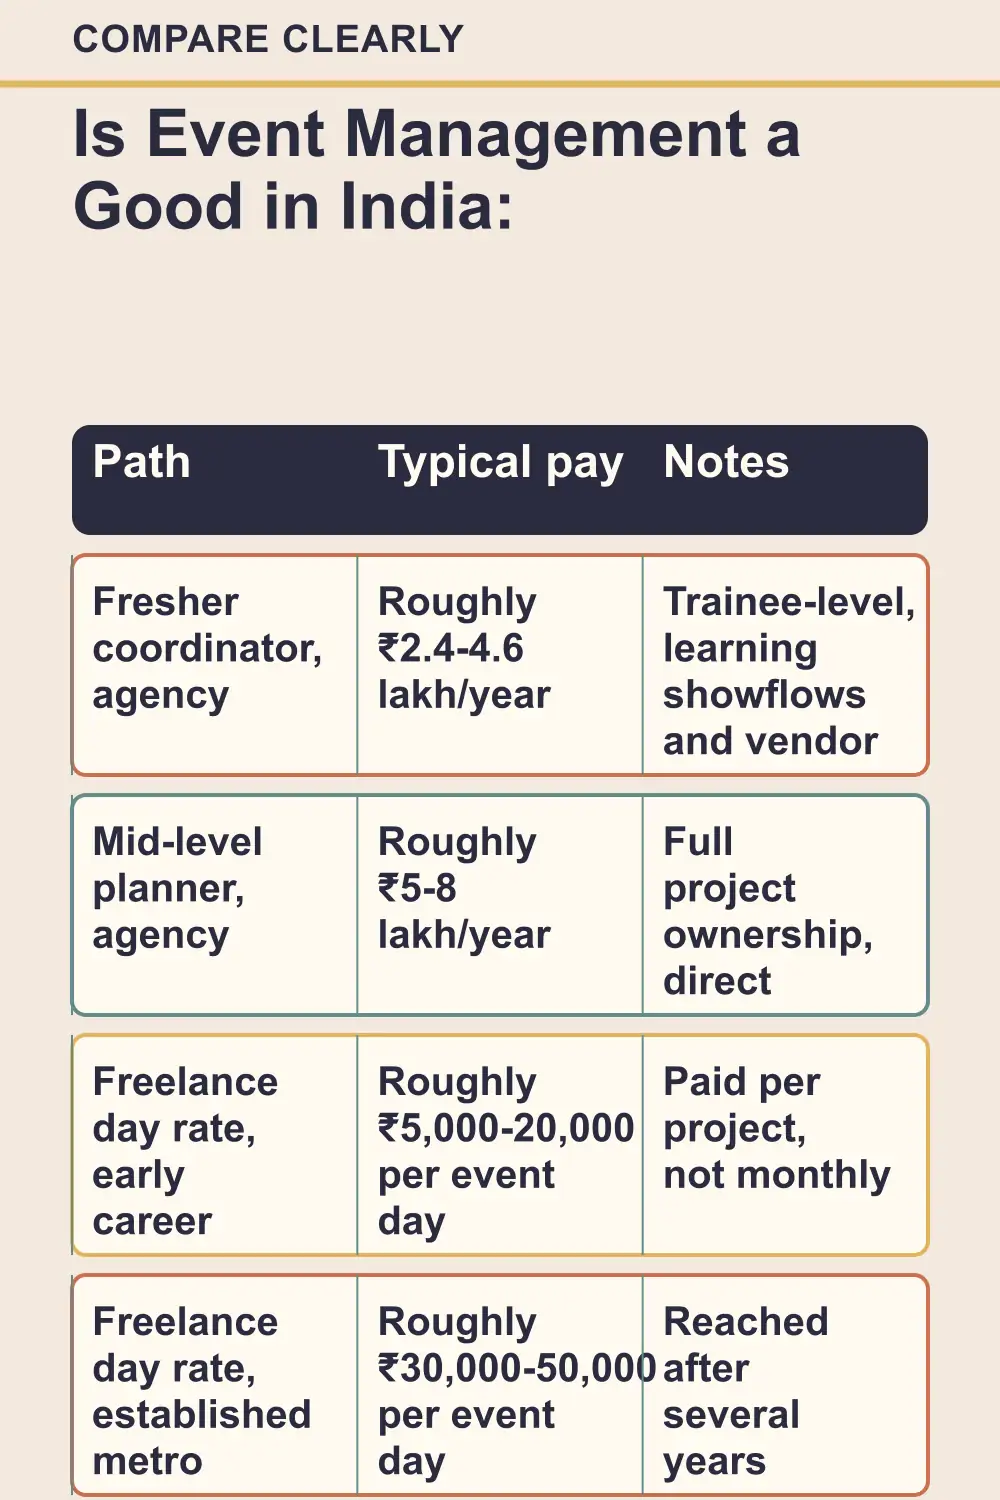 COMPARE CLEARLY
Is Event Management a
Good in India:
Path
Typical pay
Notes
Fresher
coordinator,
agency
Roughly
₹2.4-4.6
lakh/year
Trainee-level,
learning
showflows
and vendor
Mid-level
planner,
agency
Roughly
₹5-8
lakh/year
Full
project
ownership,
direct
Freelance
day rate,
early
career
Roughly
₹5,000-20,000
per event
day
Paid per
project,
not monthly
Freelance
day rate,
established
metro
Roughly
₹30,000-50,000
per event
day
Reached
after
several
years